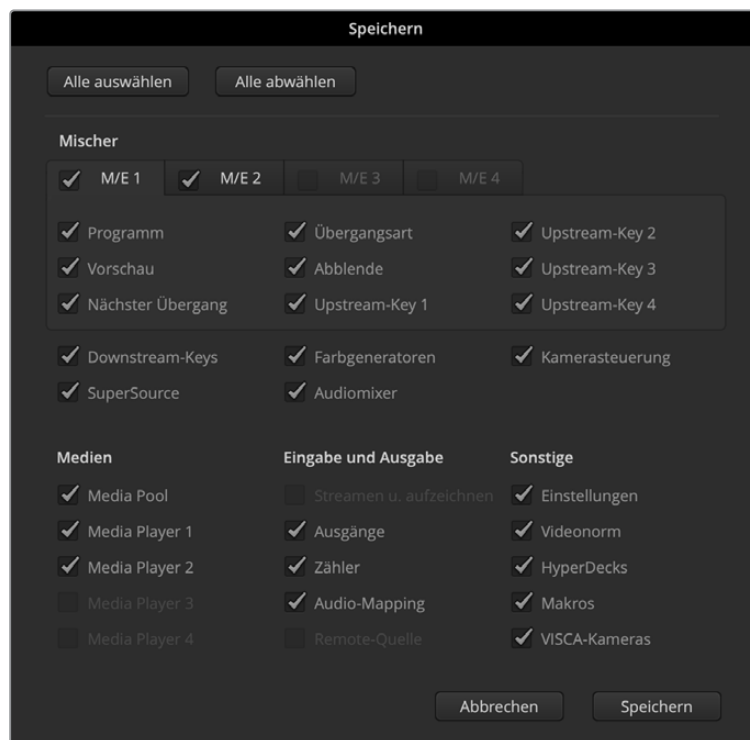 Speichern
Alle auswählen Alle abwählen
Mischer
M/E 1 M/E 2 M/E 3 M/E 4
Programm Übergangsart Upstream-Key 2
Vorschau Abblende Upstream-Key 3
Nächster Übergang Upstream-Key 1 Upstream-Key 4
Downstream-Keys Farbgeneratoren Kamerasteuerung
SuperSource Audiomixer
Medien Eingabe und Ausgabe Sonstige
Media Pool Streamen u. aufzeichnen Einstellungen
Media Player 1 Ausgänge Videonorm
Media Player 2 Zähler HyperDecks
Media Player 3 Audio-Mapping Makros
Media Player 4 Remote-Quelle VISCA-Kameras
Abbrechen Speichern